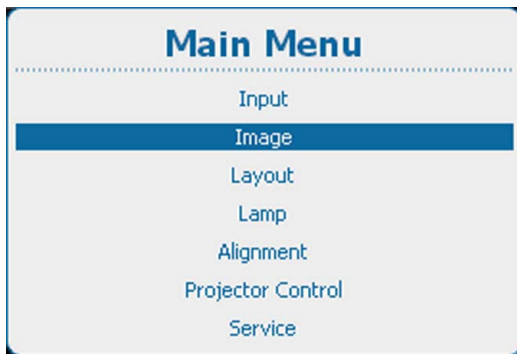 Main Menu
Input
Image
Layout
Lamp
Alignment
Projector Control
Service